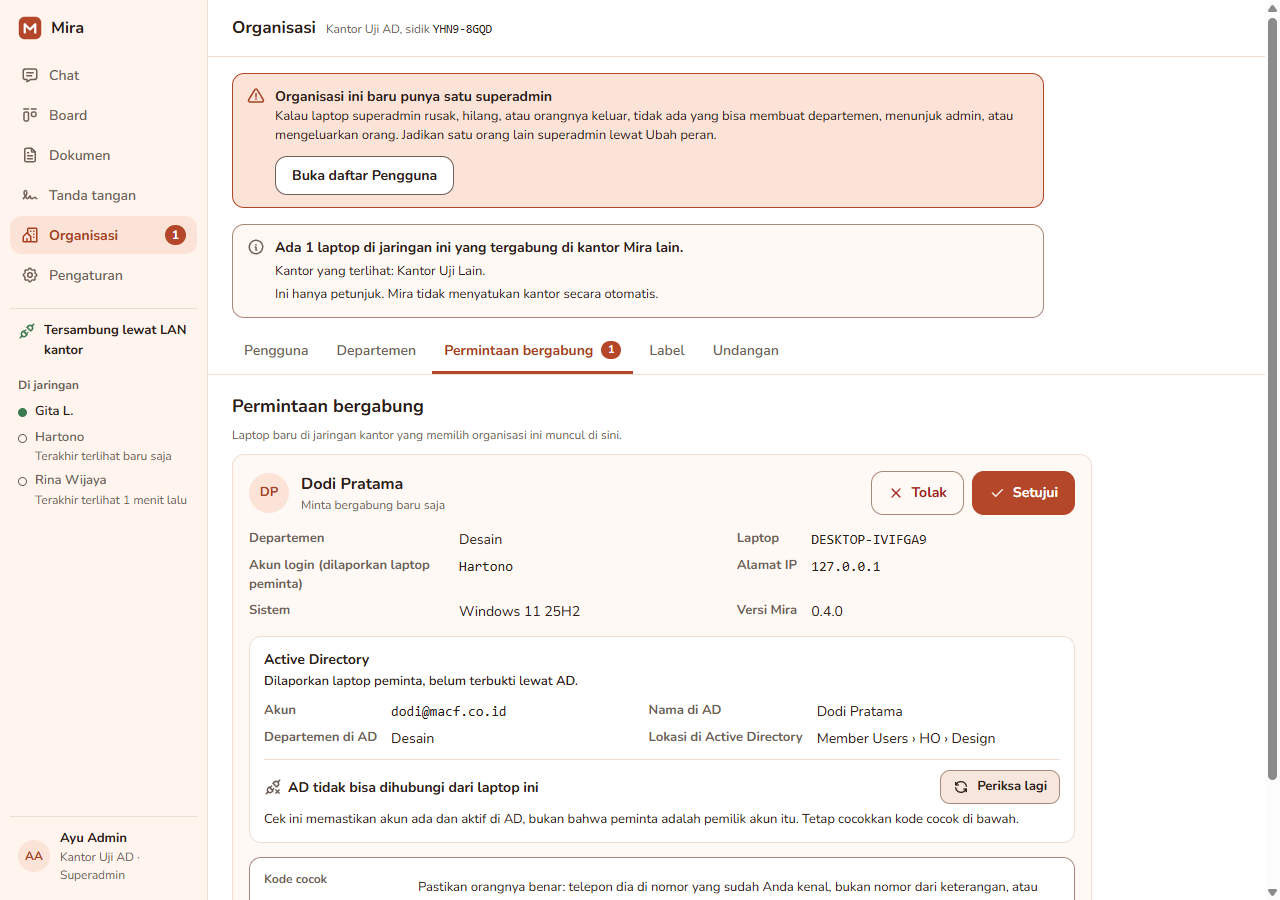 Mira
Chat
Board
Dokumen
Tanda tangan
Organisasi 1
Pengaturan
Tersambung lewat LAN
kantor
Di jaringan
Gita L.
Hartono
Terakhir terlihat baru saja
Rina Wijaya
Terakhir terlihat 1 menit lalu
AA
Ayu Admin
Kantor Uji AD ·
Superadmin
Organisasi Kantor Uji AD, sidik YHN9-8GQD
Organisasi ini baru punya satu superadmin
Kalau laptop superadmin rusak, hilang, atau orangnya keluar, tidak ada yang bisa membuat departemen, menunjuk admin, atau
mengeluarkan orang. Jadikan satu orang lain superadmin lewat Ubah peran.
Buka daftar Pengguna
Ada 1 laptop di jaringan ini yang tergabung di kantor Mira lain.
Kantor yang terlihat: Kantor Uji Lain.
Ini hanya petunjuk. Mira tidak menyatukan kantor secara otomatis.
Pengguna Departemen Permintaan bergabung 1 Label Undangan
Permintaan bergabung
Laptop baru di jaringan kantor yang memilih organisasi ini muncul di sini.
DP
Dodi Pratama
Minta bergabung baru saja
Tolak Setujui
Departemen Desain Laptop DESKTOP-IVIFGA9
Akun login (dilaporkan laptop
peminta) Hartono Alamat IP 127.0.0.1
Sistem Windows 11 25H2 Versi Mira 0.4.0
Active Directory
Dilaporkan laptop peminta, belum terbukti lewat AD.
Akun dodi@macf.co.id Nama di AD Dodi Pratama
Departemen di AD Desain Lokasi di Active Directory Member Users › HO › Design
AD tidak bisa dihubungi dari laptop ini Periksa lagi
Cek ini memastikan akun ada dan aktif di AD, bukan bahwa peminta adalah pemilik akun itu. Tetap cocokkan kode cocok di bawah.
Kode cocok
Pastikan orangnya benar: telepon dia di nomor yang sudah Anda kenal, bukan nomor dari keterangan, atau